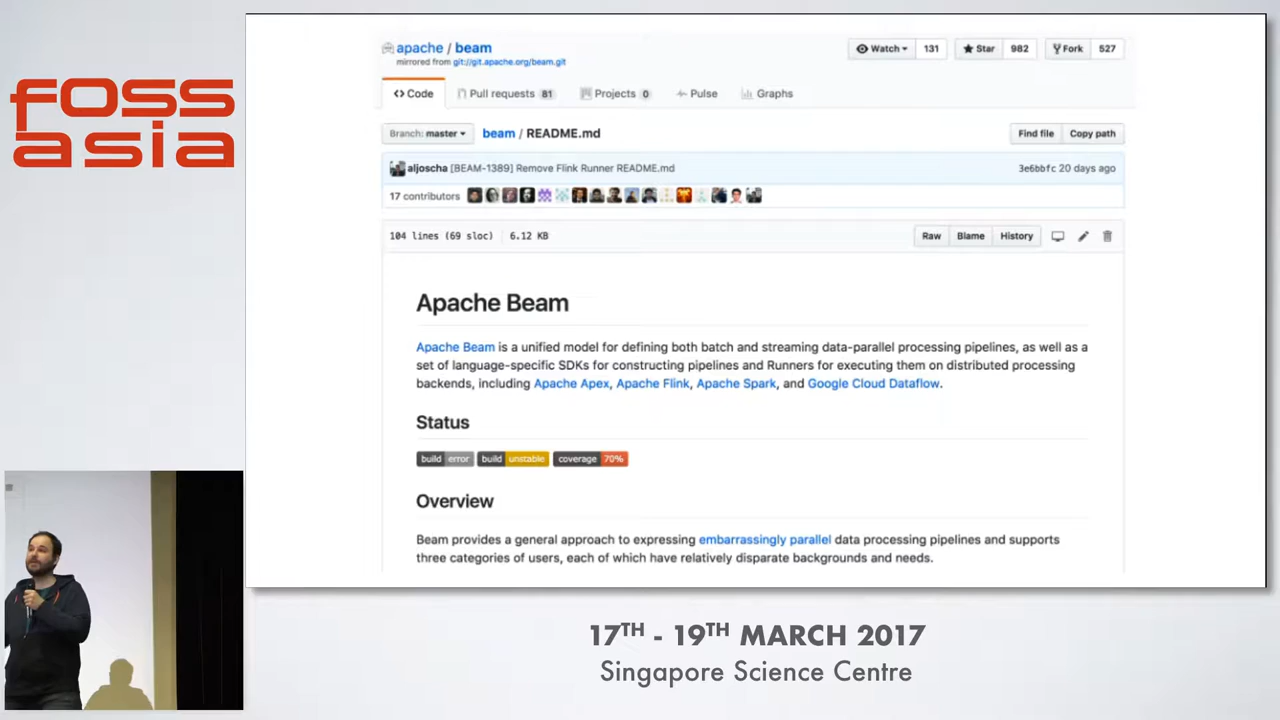 foss
asia
apache / beam
mirrored from git://git.apache.org/beam.git
Watch 131 Star 982 Fork 527
Code Pull requests 81 Projects 0 Pulse Graphs
Branch: master beam / README.md Find file Copy path
aljoscha [BEAM-1389] Remove Flink Runner README.md 3e6bbfc 20 days ago
17 contributors
104 lines (69 sloc) 6.12 KB Raw Blame History
Apache Beam
Apache Beam is a unified model for defining both batch and streaming data-parallel processing pipelines, as well as a
set of language-specific SDKs for constructing pipelines and Runners for executing them on distributed processing
backends, including Apache Apex, Apache Flink, Apache Spark, and Google Cloud Dataflow.
Status
build error build unstable coverage 70%
Overview
Beam provides a general approach to expressing embarrassingly parallel data processing pipelines and supports
three categories of users, each of which have relatively disparate backgrounds and needs.
17TH - 19TH MARCH 2017
Singapore Science Centre